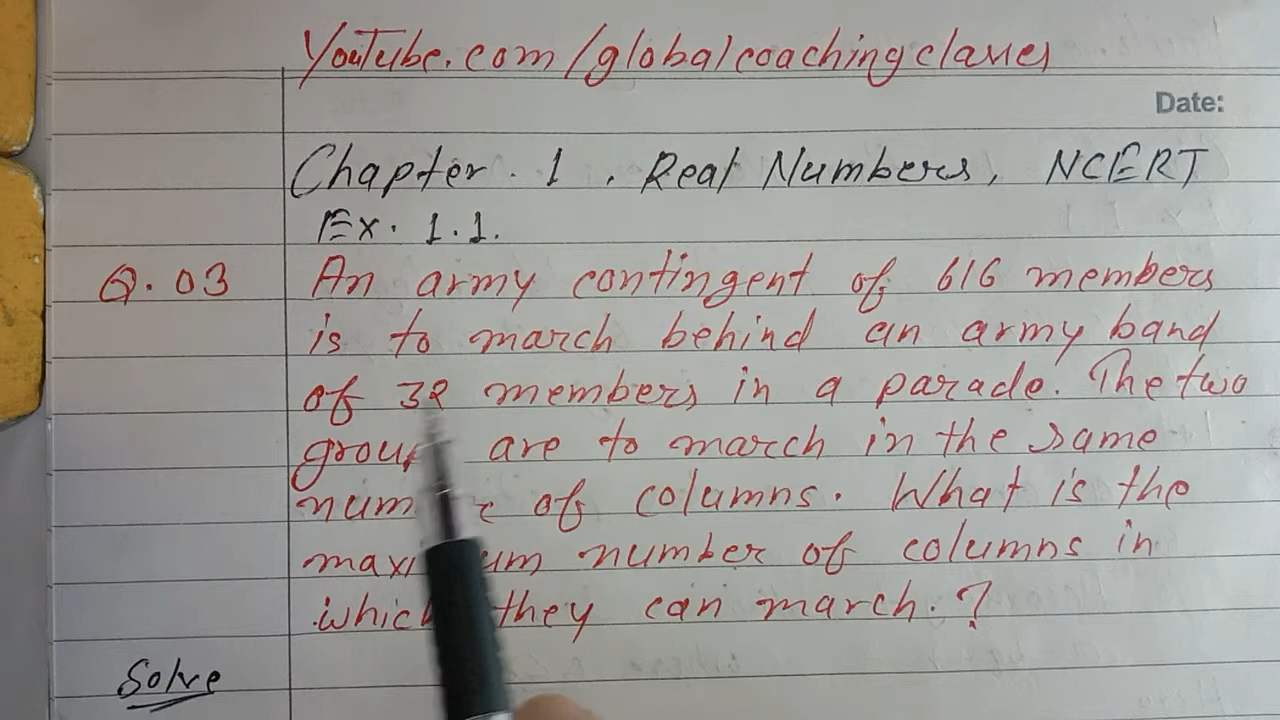 YouTube.com/globalcoachingclasses
Date:
Chapter. 1, Real Numbers, NCERT
Ex. 1.1.
Q. 03 An army contingent of 616 members
is to march behind an army band
of 32 members in a parade. The two
are to march in the same
of columns. What is the
number of columns in
they can march.?
Solve